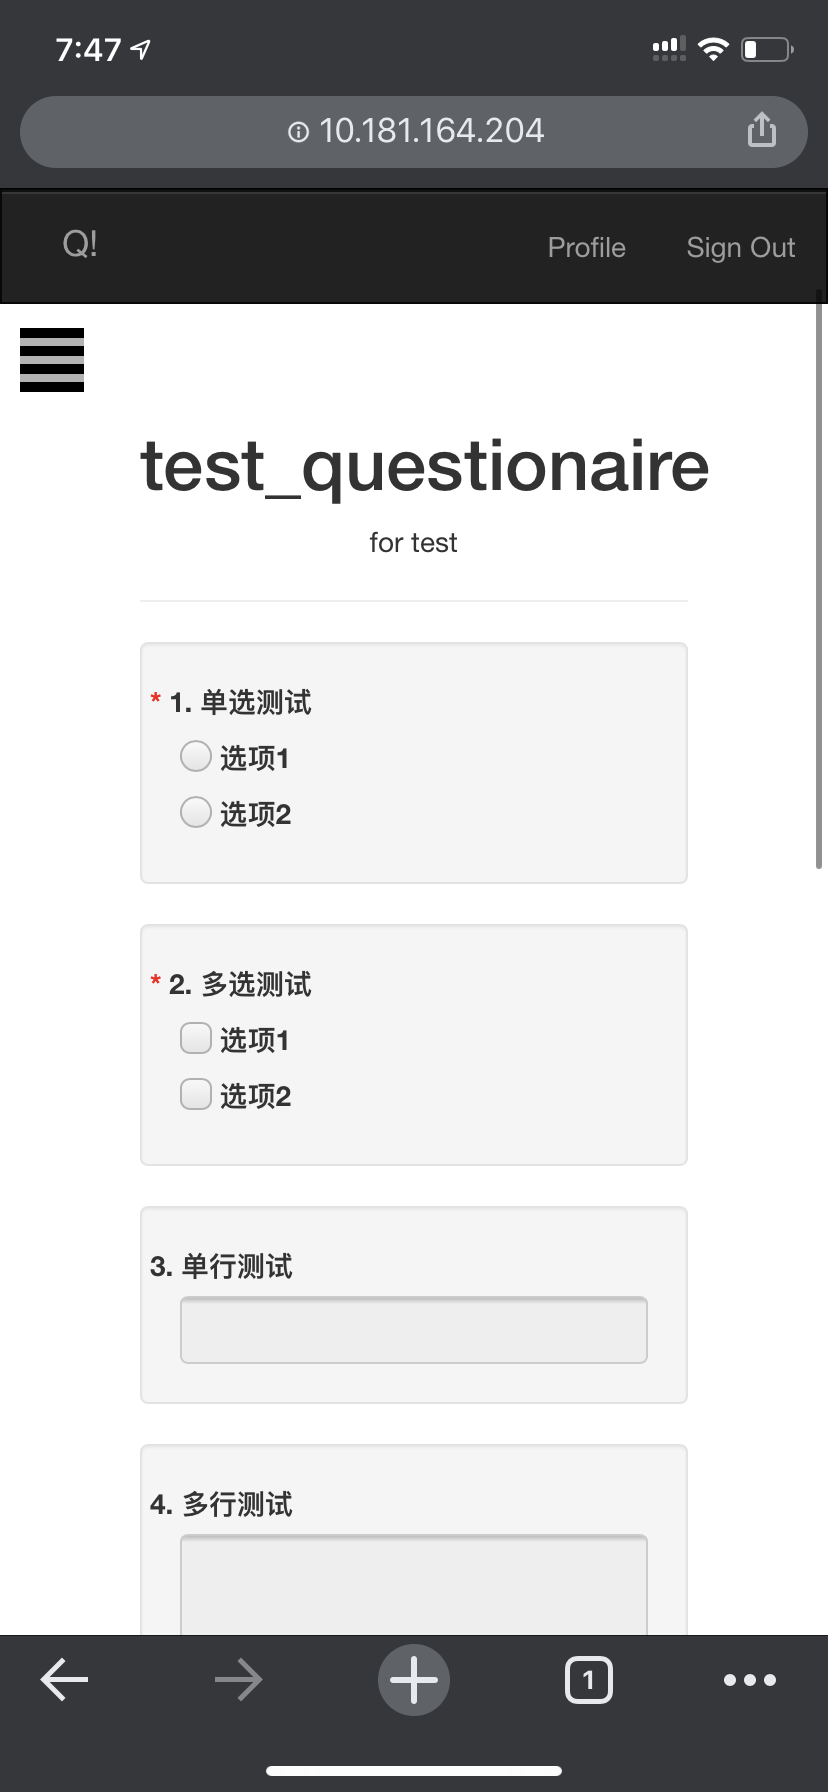 7:47
10.181.164.204
Q! Profile Sign Out
test_questionaire
for test
* 1. 单选测试
选项1
选项2
* 2. 多选测试
选项1
选项2
3. 单行测试
4. 多行测试
1